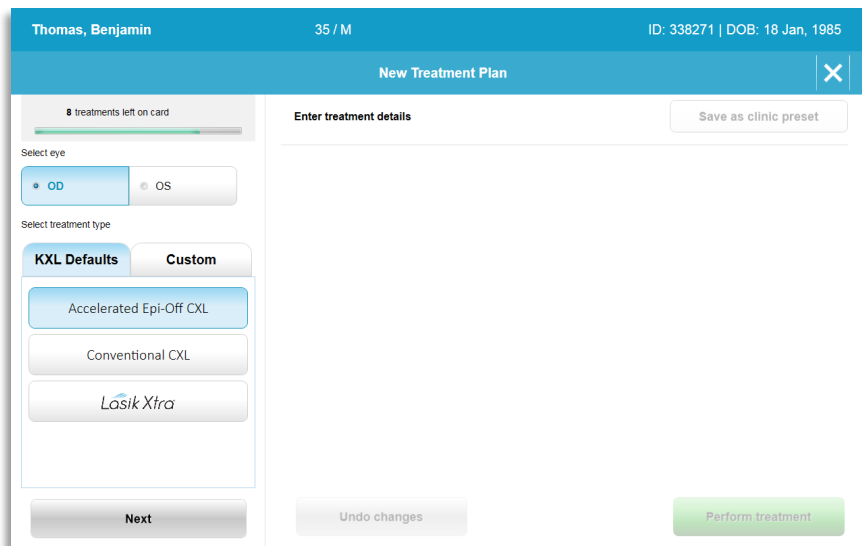 Thomas, Benjamin 35 / M ID: 338271 | DOB: 18 Jan, 1985
New Treatment Plan
8 treatments left on card
Enter treatment details
Save as clinic preset
Select eye
OD OS
Select treatment type
KXL Defaults Custom
Accelerated Epi-Off CXL
Conventional CXL
Lasik Xtra
Next
Undo changes
Perform treatment